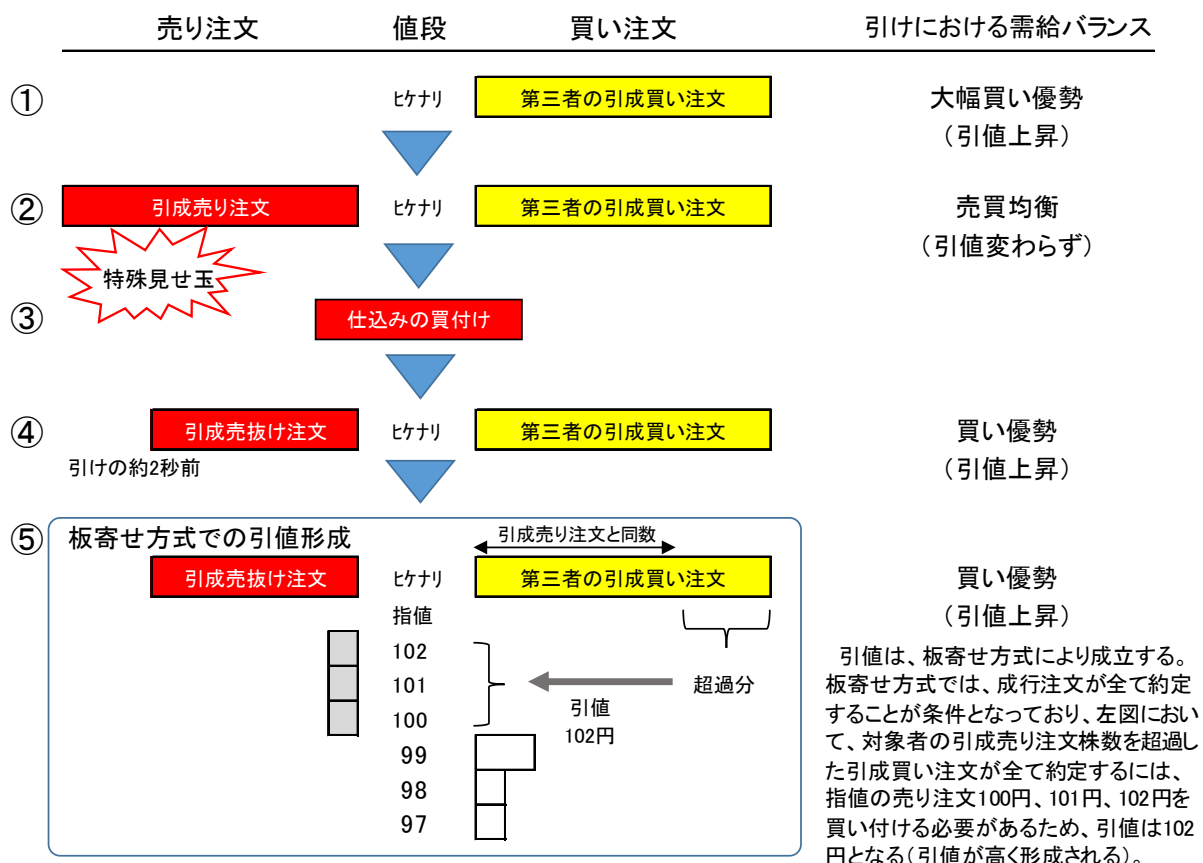 売り注文 値段 買い注文 引けにおける需給バランス
① ヒケナリ 第三者の引成買い注文 大幅買い優勢
（引値上昇）
② 引成売り注文 ヒケナリ 第三者の引成買い注文 売買均衡
（引値変わらず）
特殊見せ玉
③ 仕込みの買付け
④ 引成売抜け注文 ヒケナリ 第三者の引成買い注文 買い優勢
引けの約2秒前 （引値上昇）
⑤ 板寄せ方式での引値形成 引成売り注文と同数
引成売抜け注文 ヒケナリ 第三者の引成買い注文 買い優勢
指値 （引値上昇）
102
101 超過分
100 引値
102円
99
98
97
引値は、板寄せ方式により成立する。
板寄せ方式では、成行注文が全て約定
することが条件となっており、左図におい
て、対象者の引成売り注文株数を超過し
た引成買い注文が全て約定するには、
指値の売り注文100円、101円、102円を
買い付ける必要があるため、引値は102
円となる（引値が高く形成される）。